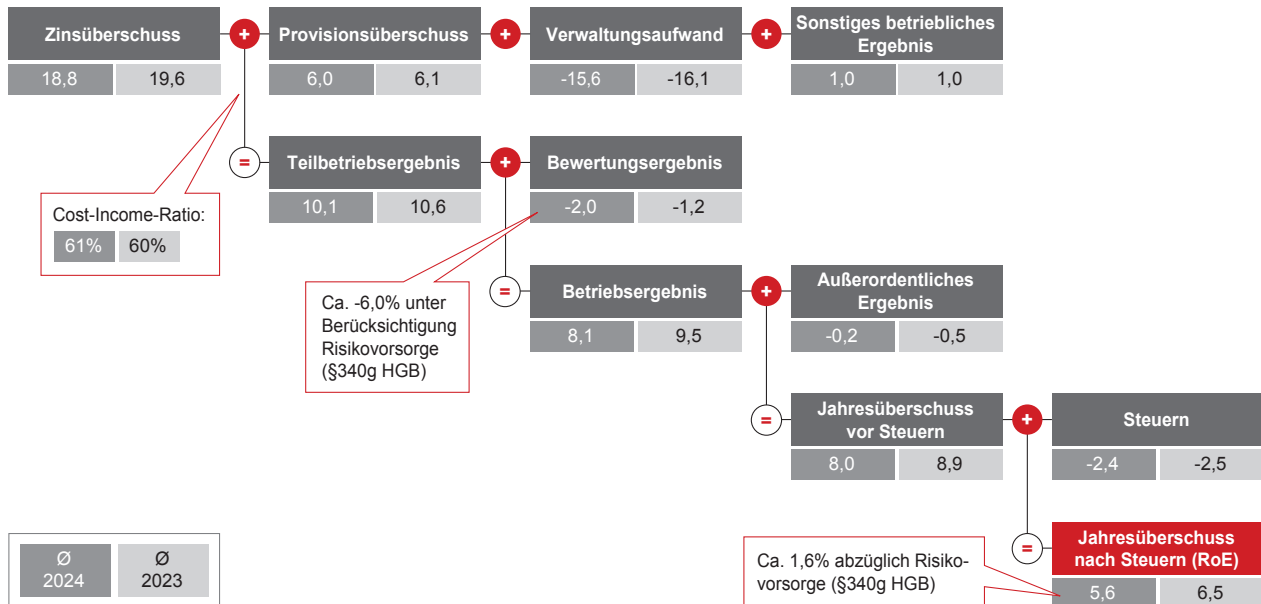 Zinsüberschuss + Provisionsüberschuss + Verwaltungsaufwand + Sonstiges betriebliches
Ergebnis
18,8 19,6 6,0 6,1 -15,6 -16,1 1,0 1,0
= Teilbetriebsergebnis + Bewertungsergebnis
10,1 10,6 -2,0 -1,2
Cost-Income-Ratio:
61% 60%
= Betriebsergebnis + Außerordentliches
Ergebnis
8,1 9,5 -0,2 -0,5
Ca. -6,0% unter
Berücksichtigung
Risikovorsorge
(§340g HGB)
= Jahresüberschuss
vor Steuern
+ Steuern
8,0 8,9 -2,4 -2,5
= Jahresüberschuss
nach Steuern (RoE)
5,6 6,5
Ca. 1,6% abzüglich Risiko-
vorsorge (§340g HGB)
Ø Ø
2024 2023